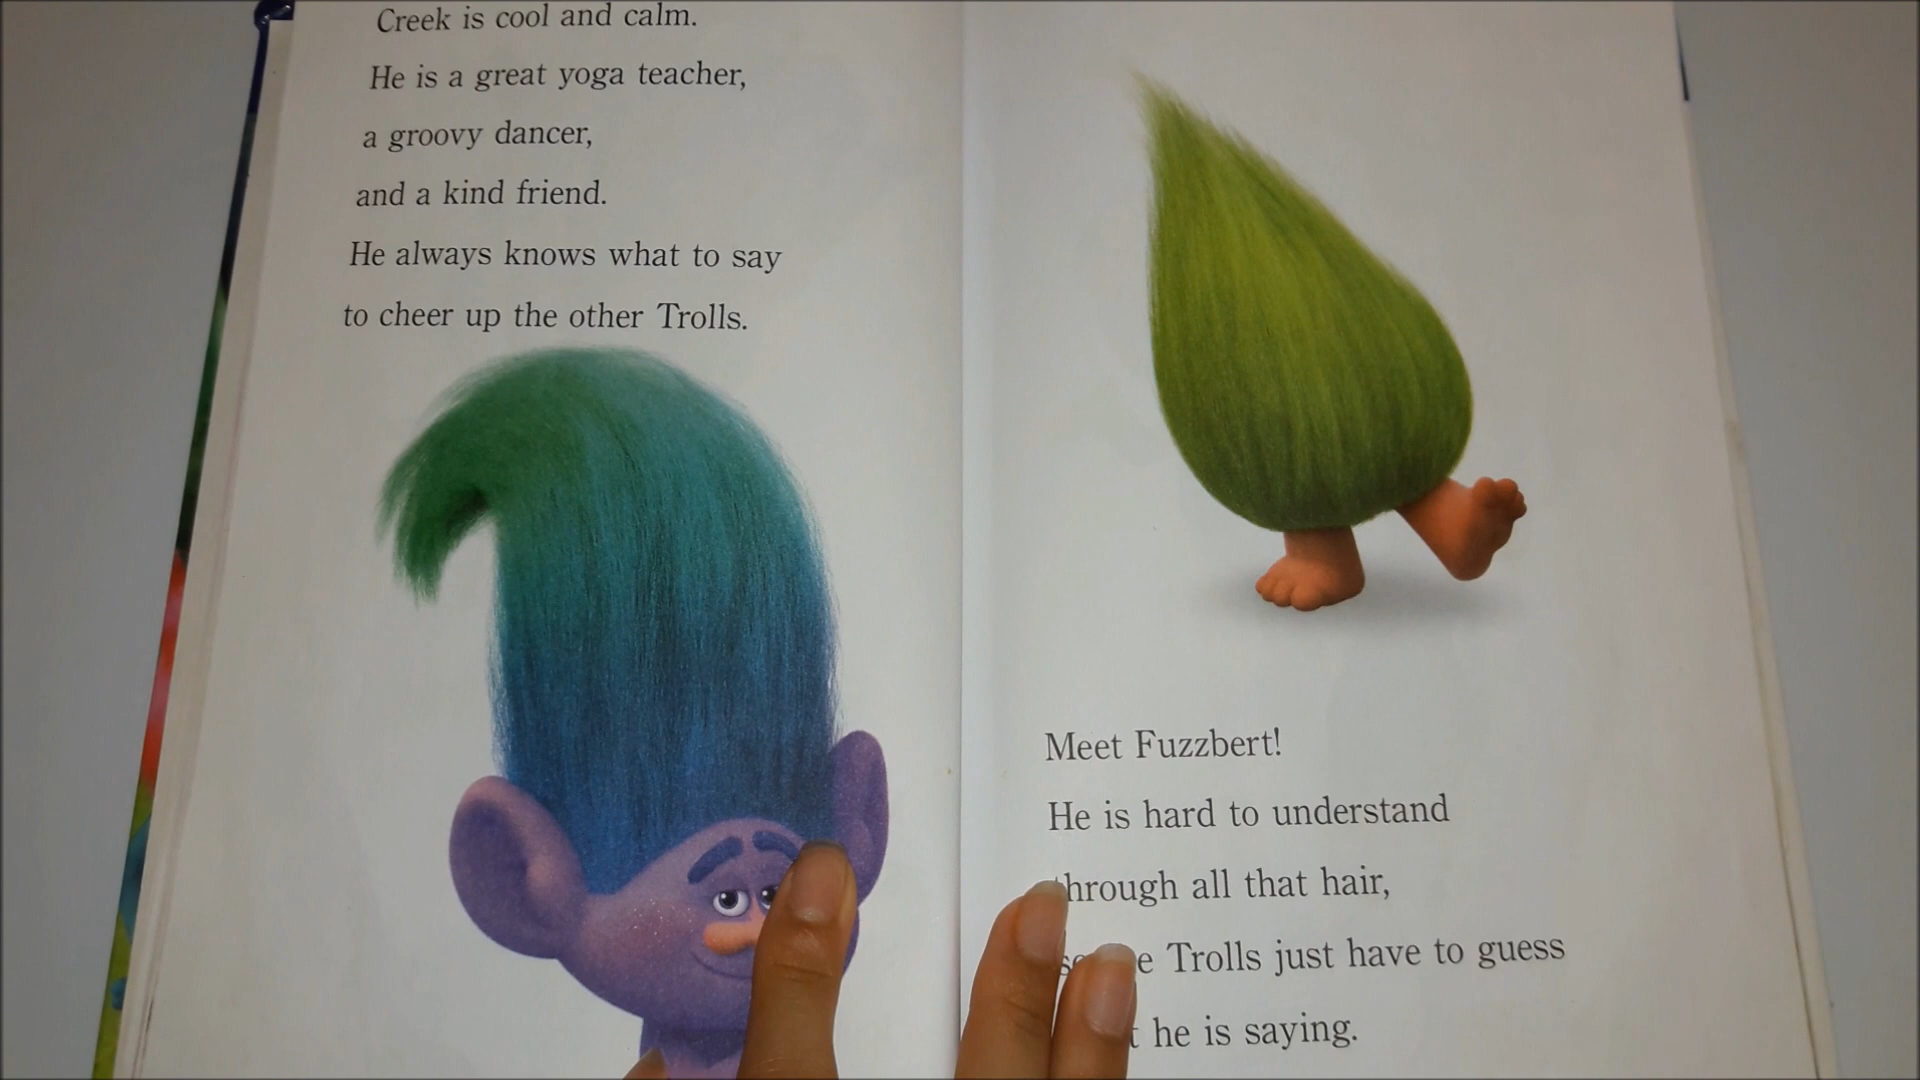 Creek is cool and calm.
He is a great yoga teacher,
a groovy dancer,
and a kind friend.
He always knows what to say
to cheer up the other Trolls.
Meet Fuzzbert!
He is hard to understand
through all that hair,
Trolls just have to guess
he is saying.